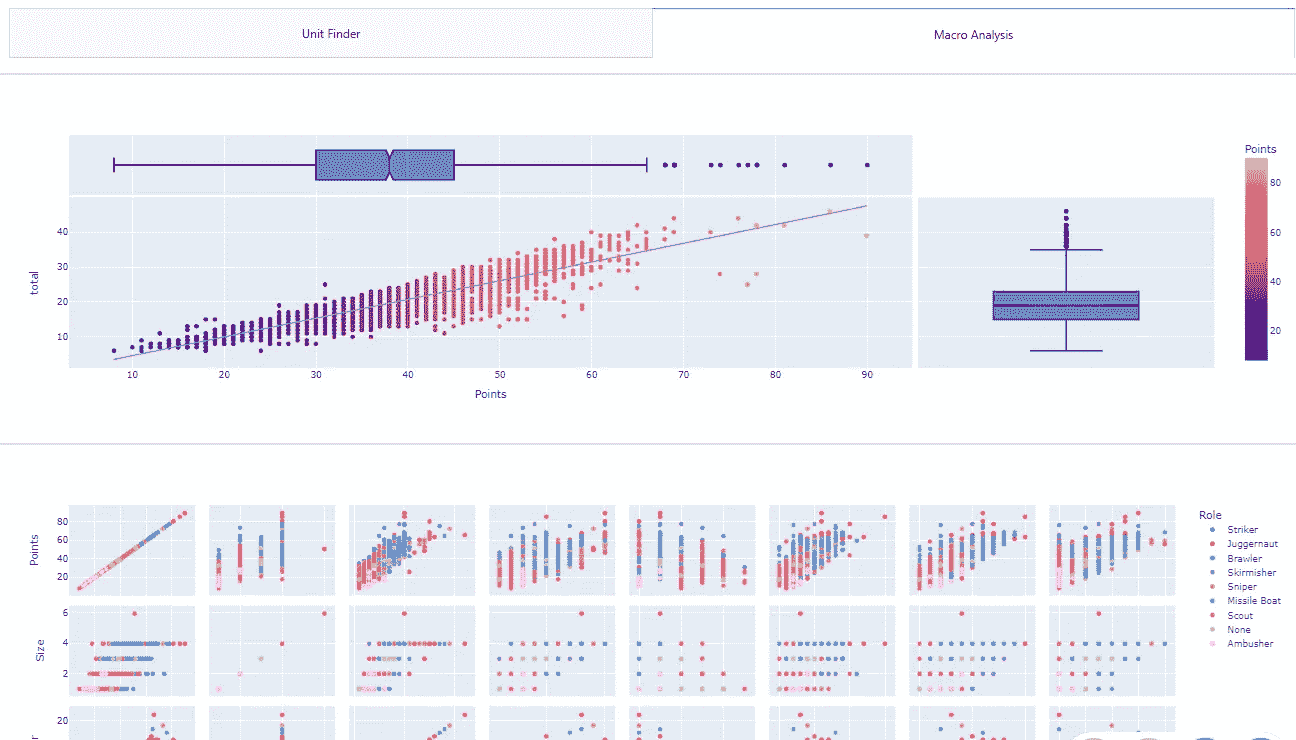 Unit Finder
Macro Analysis
Points
80
60
40
20
total
40
30
20
10
10 20 30 40 50 60 70 80 90
Points
Points
80
60
40
20
Size
6
4
2
20
Role
Striker
Juggernaut
Brawler
Skirmisher
Sniper
Missile Boat
Scout
None
Ambusher